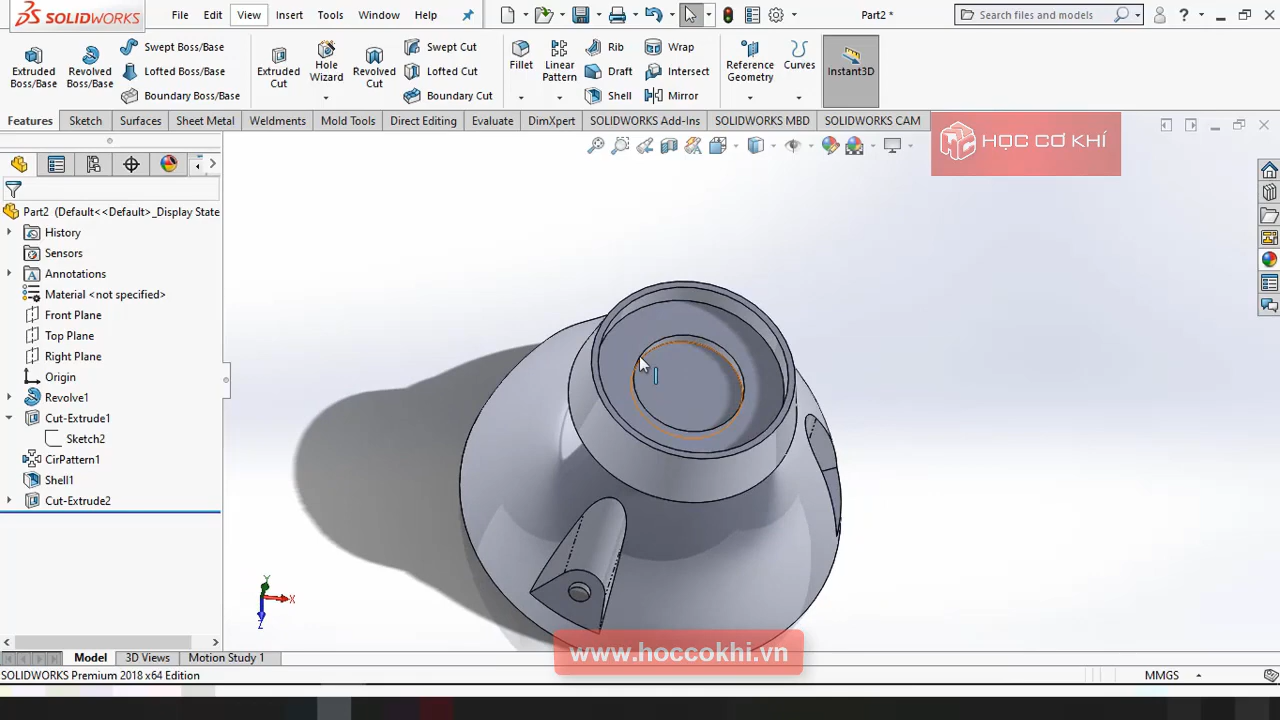 SOLIDWORKS
File Edit View Insert Tools Window Help
Part2 *
Search files and models
?
Extruded Boss/Base
Revolved Boss/Base
Swept Boss/Base
Lofted Boss/Base
Boundary Boss/Base
Extruded Cut
Hole Wizard
Revolved Cut
Swept Cut
Lofted Cut
Boundary Cut
Fillet
Linear Pattern
Rib
Draft
Shell
Wrap
Intersect
Mirror
Reference Geometry
Curves
Instant3D
Features Sketch Surfaces Sheet Metal Weldments Mold Tools Direct Editing Evaluate DimXpert SOLIDWORKS Add-Ins SOLIDWORKS MBD SOLIDWORKS CAM
HỌC CƠ KHÍ
Part2 (Default<<Default>_Display State
History
Sensors
Annotations
Material <not specified>
Front Plane
Top Plane
Right Plane
Origin
Revolve1
Cut-Extrude1
Sketch2
CirPattern1
Shell1
Cut-Extrude2
Y
X
Z
www.hoccokhi.vn
Model 3D Views Motion Study 1
SOLIDWORKS Premium 2018 x64 Edition
MMGS